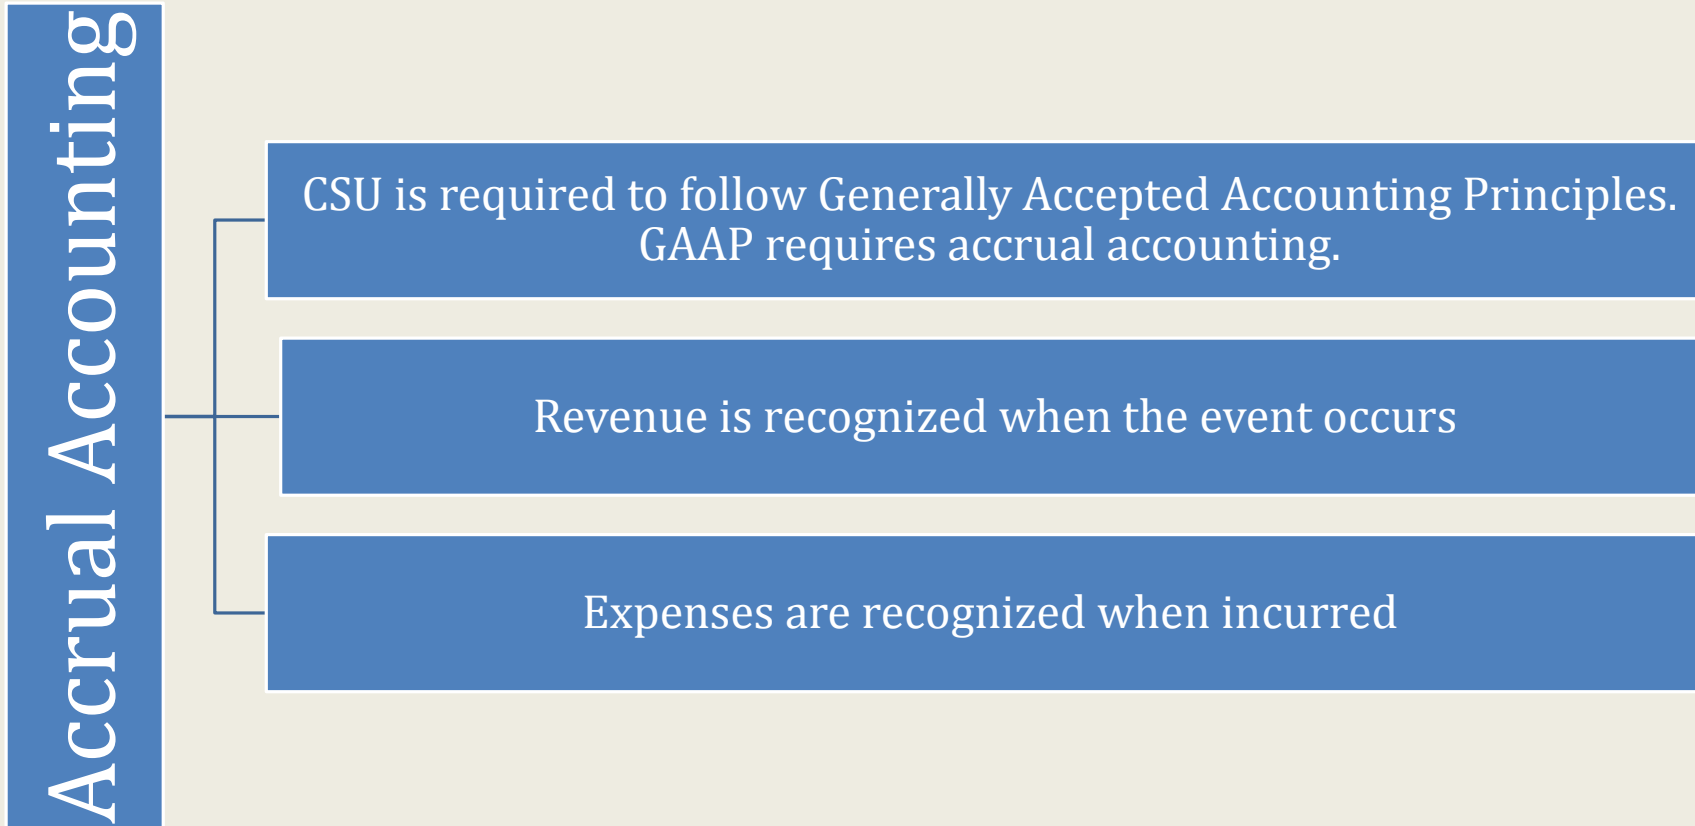 Accrual Accounting
CSU is required to follow Generally Accepted Accounting Principles.
GAAP requires accrual accounting.
Revenue is recognized when the event occurs
Expenses are recognized when incurred